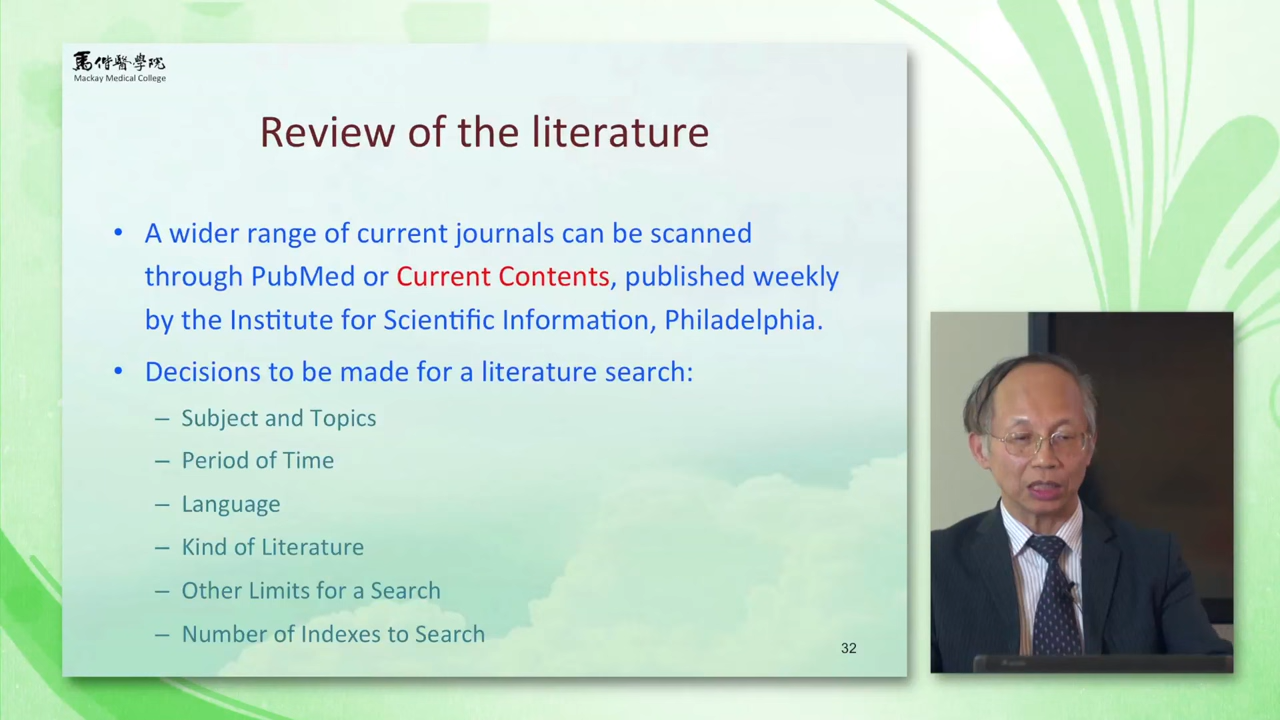 馬偕醫學院
Mackay Medical College
Review of the literature
• A wider range of current journals can be scanned
through PubMed or Current Contents, published weekly
by the Institute for Scientific Information, Philadelphia.
• Decisions to be made for a literature search:
– Subject and Topics
– Period of Time
– Language
– Kind of Literature
– Other Limits for a Search
– Number of Indexes to Search
32